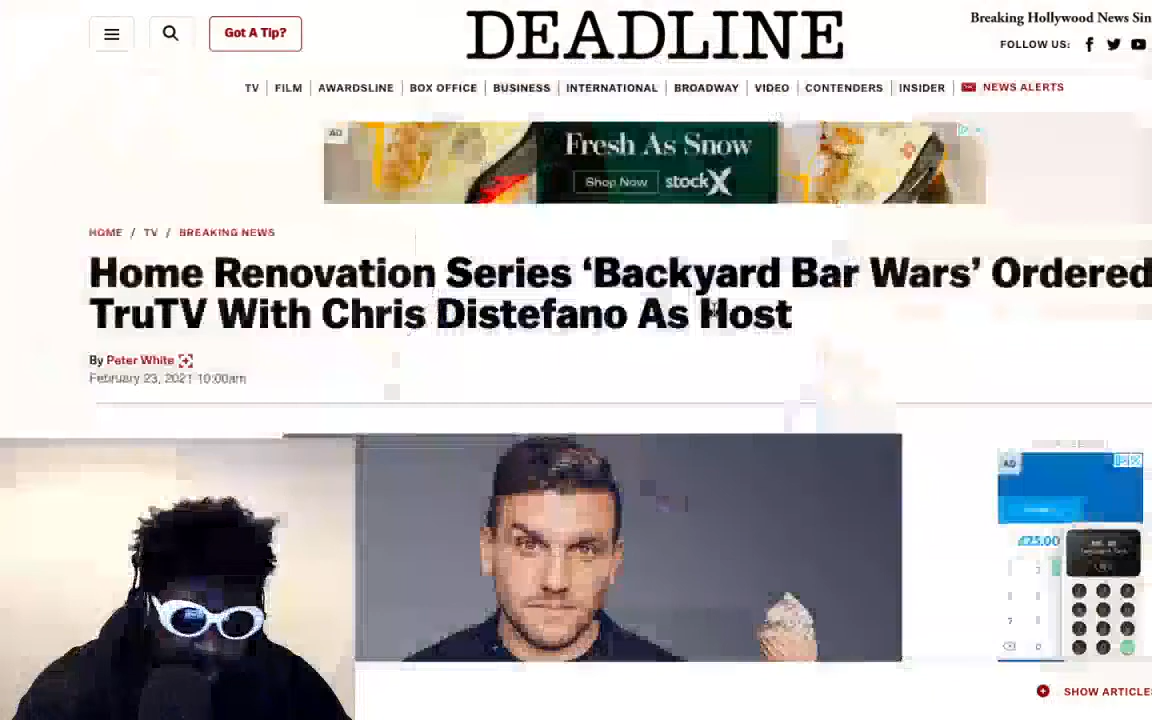 Got A Tip?
DEADLINE
Breaking Hollywood News Sin
FOLLOW US:
TV FILM AWARDSLINE BOX OFFICE BUSINESS INTERNATIONAL BROADWAY VIDEO CONTENDERS INSIDER NEWS ALERTS
AD
Fresh As Snow
Shop Now stockX
HOME / TV / BREAKING NEWS
Home Renovation Series ‘Backyard Bar Wars’ Ordered
TruTV With Chris Distefano As Host
By Peter White
February 23, 2021 10:00am
AD
£75.00
SHOW ARTICLE